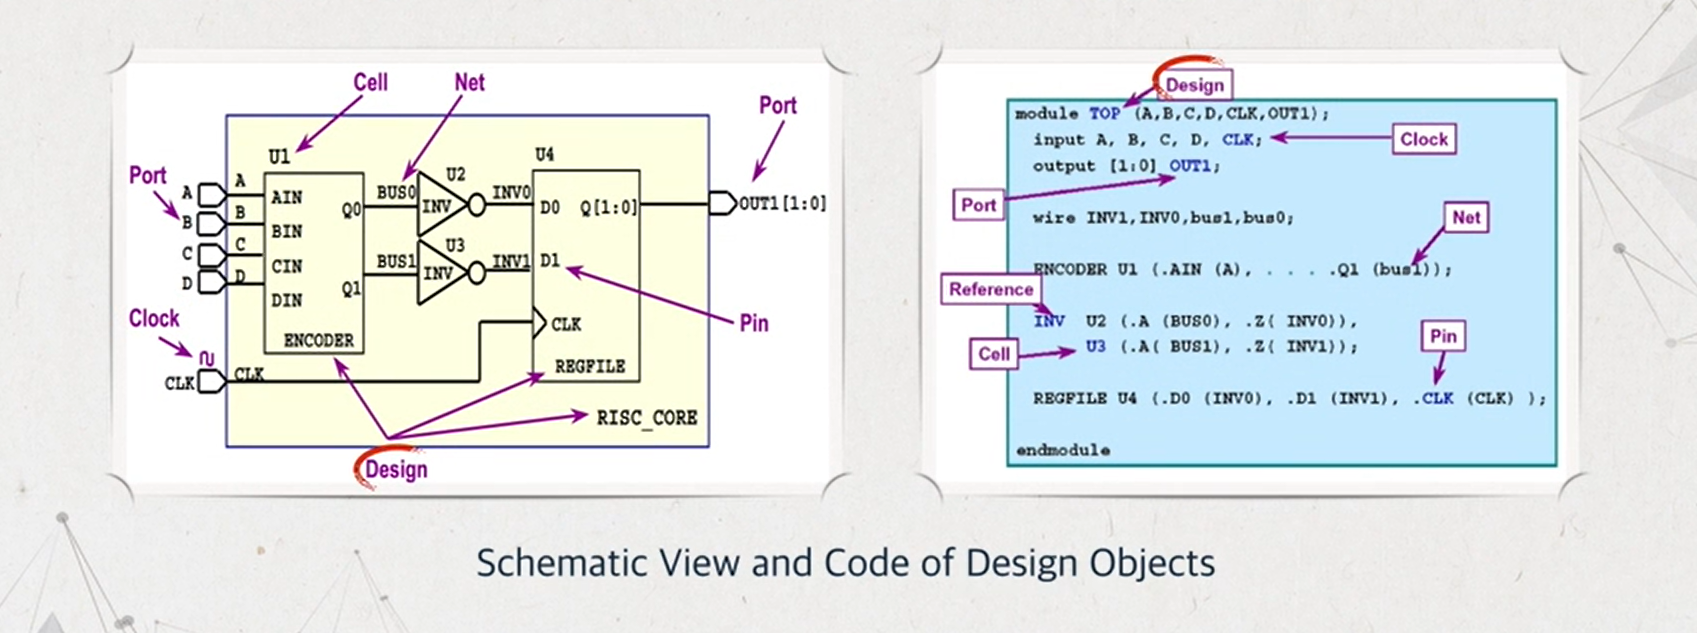 Cell
Net
Port
U1
U4
U2
Port
A
A
AIN
Q0
BUS0
INV
INV0
D0
Q[1:0]
OUT1[1:0]
B
B
BIN
C
C
CIN
U3
BUS1
INV
INV1
D1
D
D
DIN
Q1
Clock
CLK
Pin
ENCODER
REGFILE
CLK
CLK
RISC_CORE
Design
Design
module TOP (A,B,C,D,CLK,OUT1);
input A, B, C, D, CLK;
Clock
output [1:0] OUT1;
Port
wire INV1,INV0,bus1,bus0;
Net
ENCODER U1 (.AIN (A), . . . .Q1 (bus1));
Reference
INV U2 (.A (BUS0), .Z( INV0)),
Pin
Cell
U3 (.A( BUS1), .Z( INV1));
REGFILE U4 (.D0 (INV0), .D1 (INV1), .CLK (CLK) );
endmodule
Schematic View and Code of Design Objects